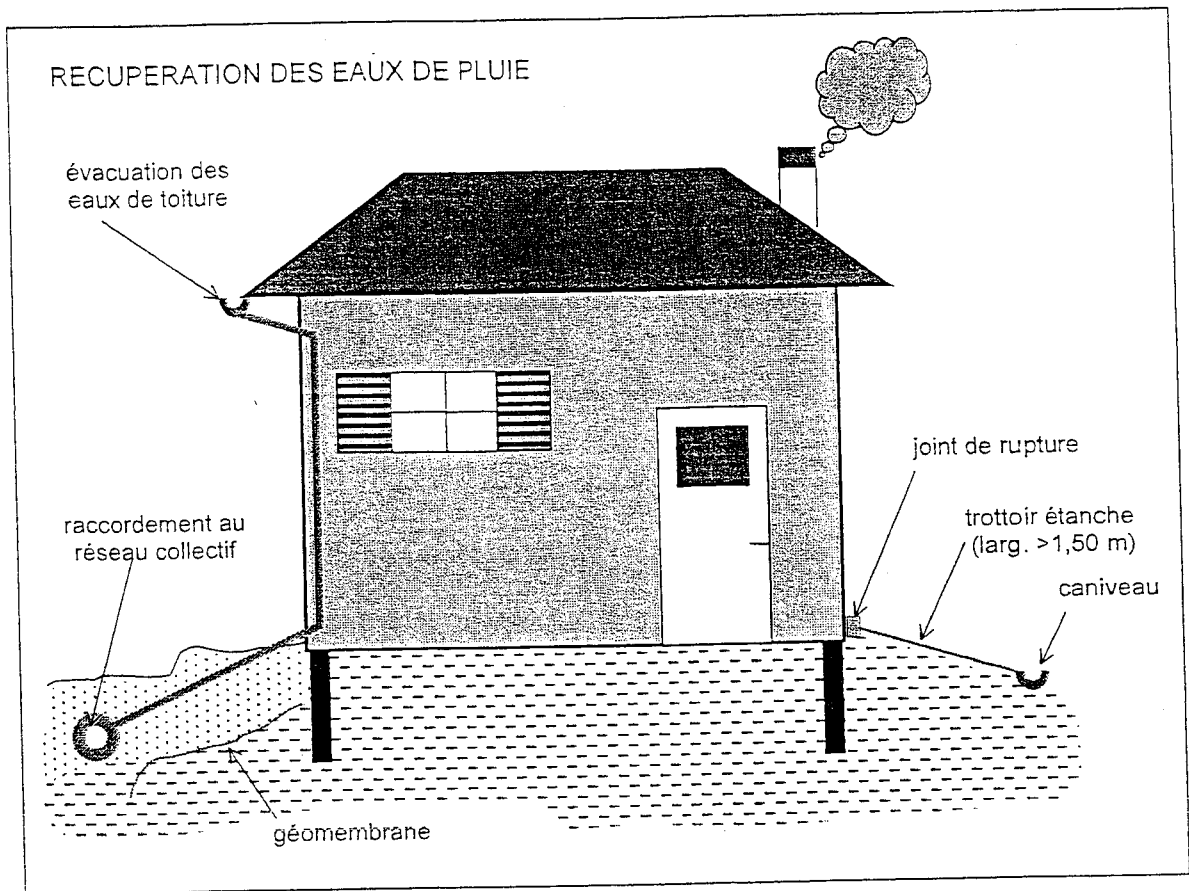 RECUPERATION DES EAUX DE PLUIE
évacuation des
eaux de toiture
joint de rupture
raccordement au
réseau collectif
trottoir étanche
(larg. >1,50 m)
caniveau
géomembrane